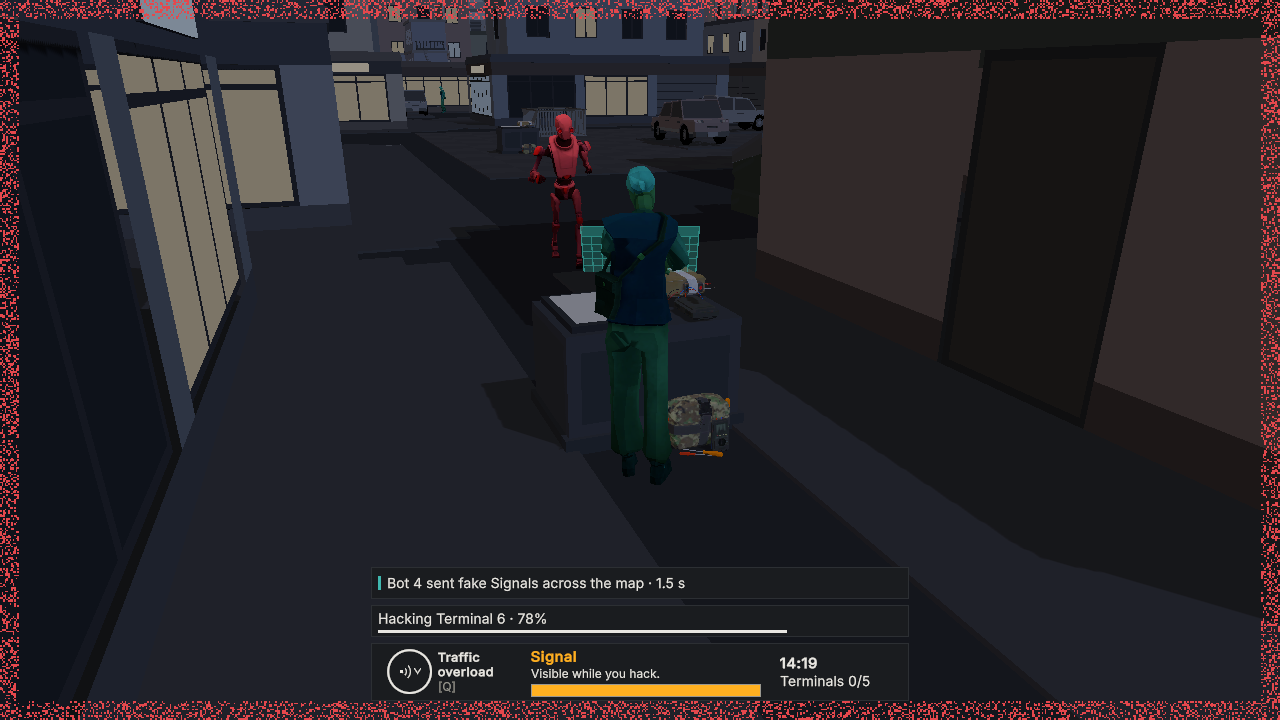 Bot 4 sent fake Signals across the map · 1.5 s
Hacking Terminal 6 · 78%
Traffic
overload
[Q]
Signal
Visible while you hack.
14:19
Terminals 0/5